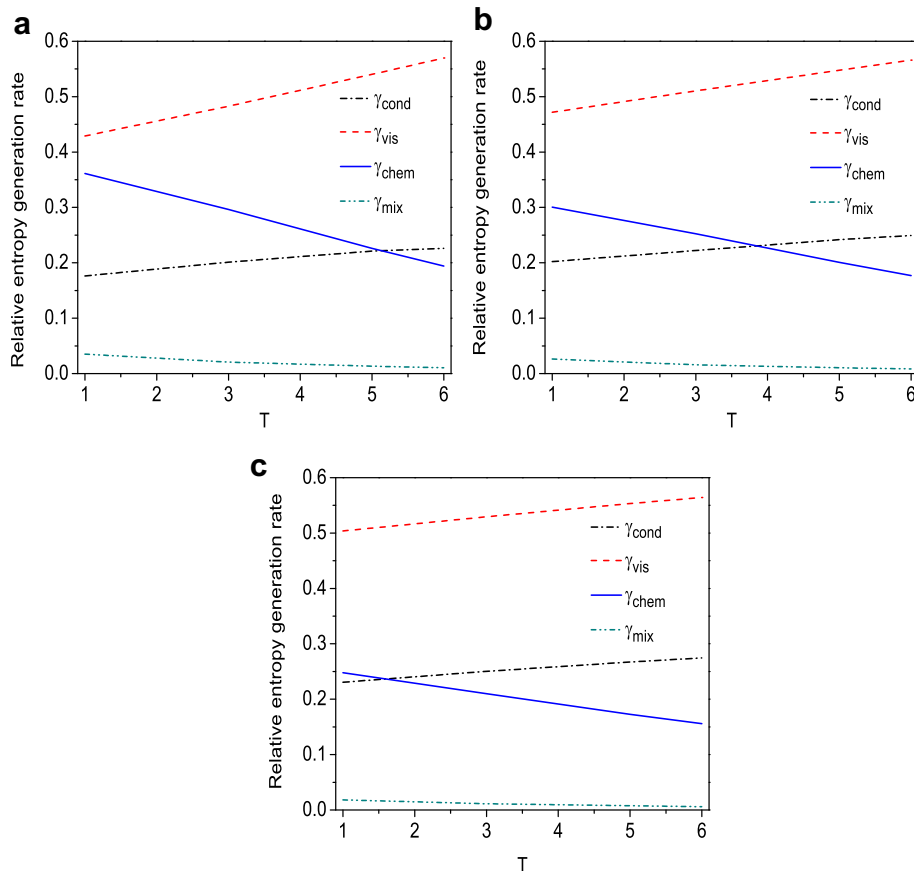 a
Relative entropy generation rate
0.6
0.5
0.4
0.3
0.2
0.1
0.0
γcond
γvis
γchem
γmix
1 2 3 4 5 6
T
b
Relative entropy generation rate
0.6
0.5
0.4
0.3
0.2
0.1
0.0
γcond
γvis
γchem
γmix
1 2 3 4 5 6
T
c
Relative entropy generation rate
0.6
0.5
0.4
0.3
0.2
0.1
0.0
γcond
γvis
γchem
γmix
1 2 3 4 5 6
T